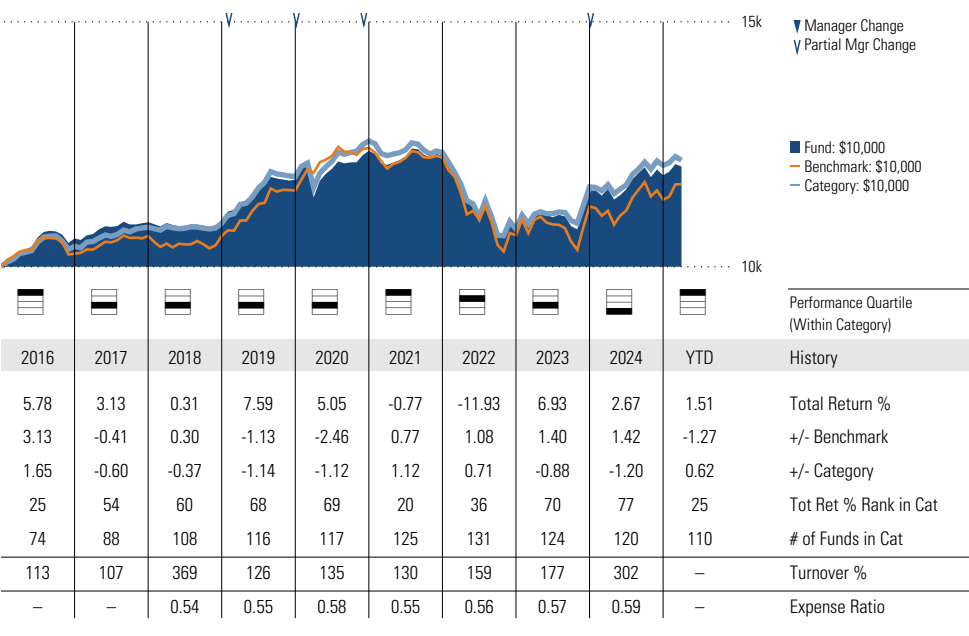 15k
Manager Change
Partial Mgr Change
Fund: $10,000
Benchmark: $10,000
Category: $10,000
10k
Performance Quartile
(Within Category)
2016 2017 2018 2019 2020 2021 2022 2023 2024 YTD History
5.78 3.13 0.31 7.59 5.05 -0.77 -11.93 6.93 2.67 1.51 Total Return %
3.13 -0.41 0.30 -1.13 -2.46 0.77 1.08 1.40 1.42 -1.27 +/- Benchmark
1.65 -0.60 -0.37 -1.14 -1.12 1.12 0.71 -0.88 -1.20 0.62 +/- Category
25 54 60 68 69 20 36 70 77 25 Tot Ret % Rank in Cat
74 88 108 116 117 125 131 124 120 110 # of Funds in Cat
113 107 369 126 135 130 159 177 302 – Turnover %
– – 0.54 0.55 0.58 0.55 0.56 0.57 0.59 – Expense Ratio